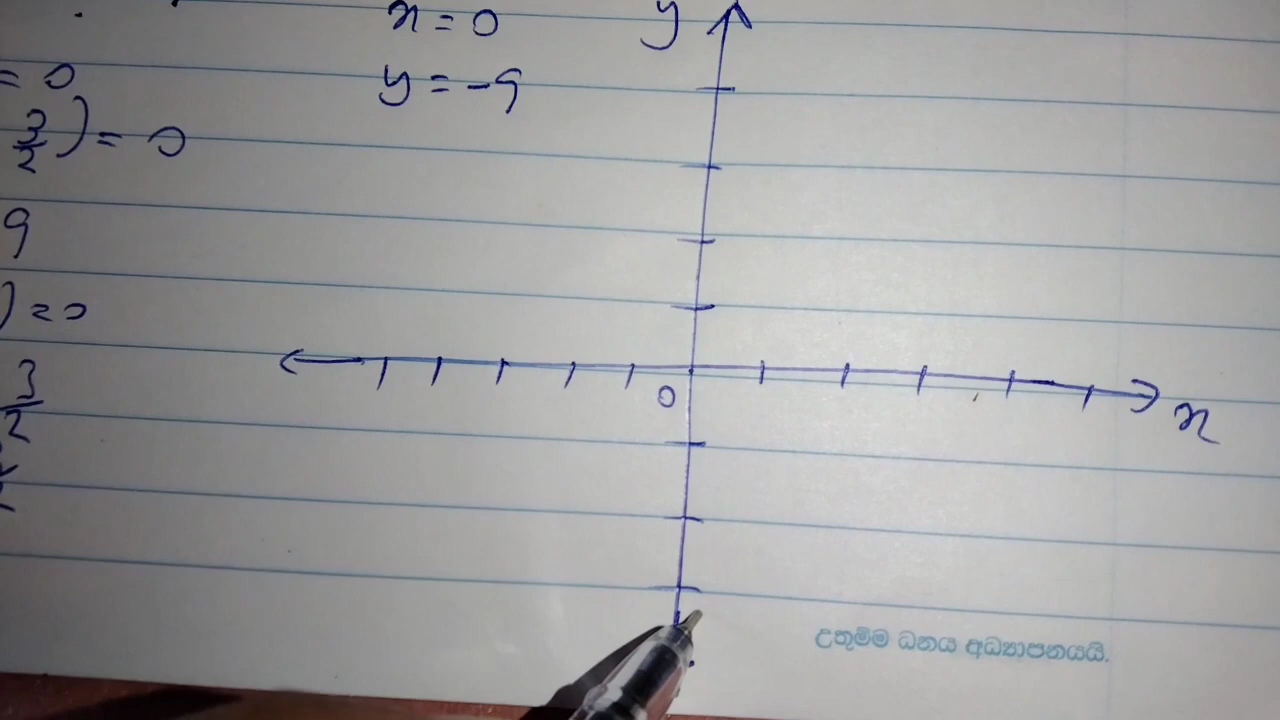 x = 0
y = -9
= 0
3/2) = 0
9
) = 0
3/2
y
0
x
උතුම්ම ධනය අධ්‍යාපනයයි.